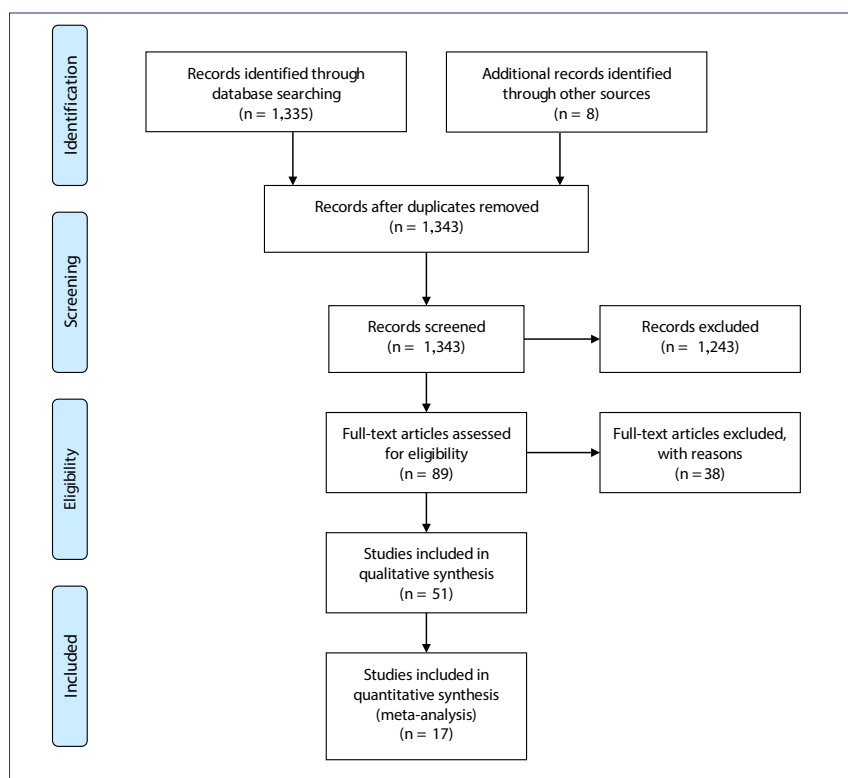 Identification
Records identified through
database searching
(n = 1,335)
Additional records identified
through other sources
(n = 8)
Records after duplicates removed
(n = 1,343)
Screening
Records screened
(n = 1,343)
Records excluded
(n = 1,243)
Eligibility
Full-text articles assessed
for eligibility
(n = 89)
Full-text articles excluded,
with reasons
(n = 38)
Studies included in
qualitative synthesis
(n = 51)
Included
Studies included in
quantitative synthesis
(meta-analysis)
(n = 17)